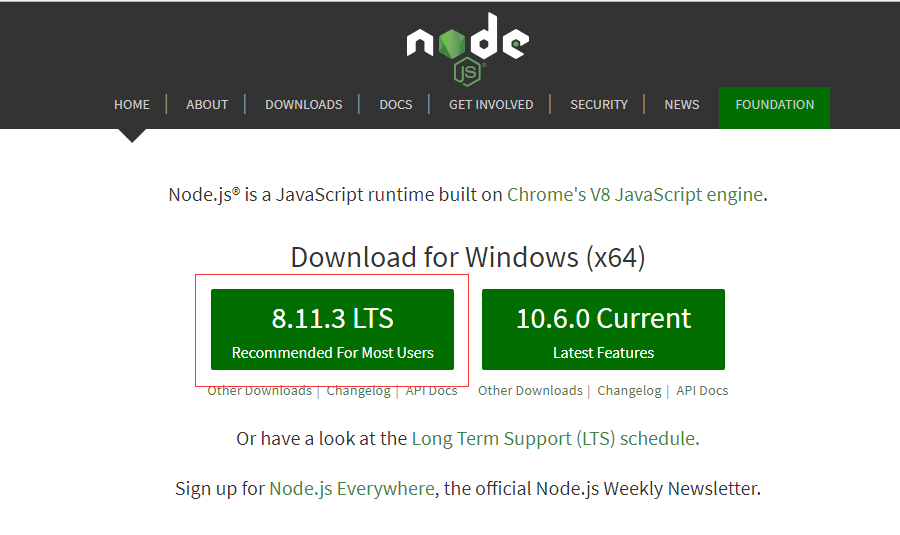 node
JS
HOME | ABOUT | DOWNLOADS | DOCS | GET INVOLVED | SECURITY | NEWS FOUNDATION
Node.js® is a JavaScript runtime built on Chrome's V8 JavaScript engine.
Download for Windows (x64)
8.11.3 LTS
Recommended For Most Users
10.6.0 Current
Latest Features
Other Downloads | Changelog | API Docs
Other Downloads | Changelog | API Docs
Or have a look at the Long Term Support (LTS) schedule.
Sign up for Node.js Everywhere, the official Node.js Weekly Newsletter.